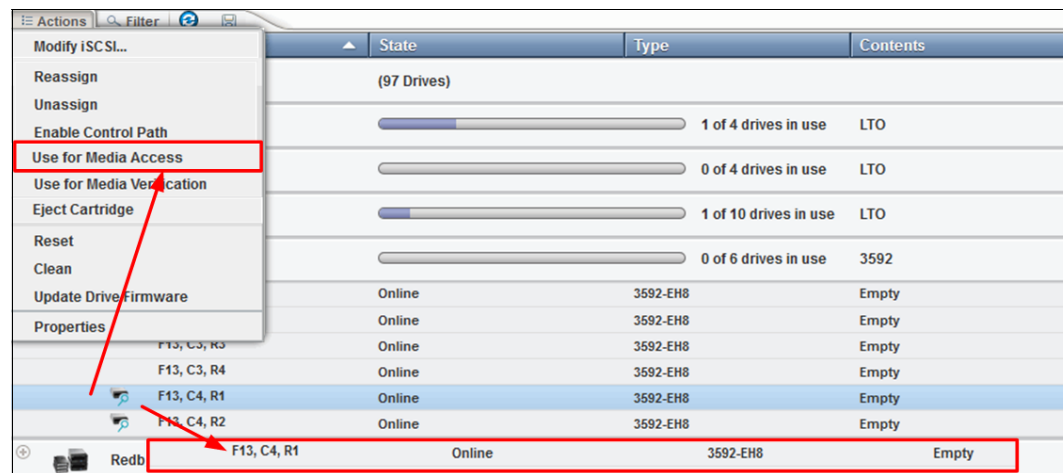 Actions Filter
State Type Contents
Modify iSCSI...
Reassign
(97 Drives)
Unassign
Enable Control Path
1 of 4 drives in use LTO
Use for Media Access
0 of 4 drives in use LTO
Use for Media Verification
Eject Cartridge
1 of 10 drives in use LTO
Reset
0 of 6 drives in use 3592
Clean
Update Drive Firmware
Online 3592-EH8 Empty
Properties
Online 3592-EH8 Empty
F13, C3, R3 Online 3592-EH8 Empty
F13, C3, R4 Online 3592-EH8 Empty
F13, C4, R1 Online 3592-EH8 Empty
F13, C4, R2 Online 3592-EH8 Empty
Redb
F13, C4, R1 Online 3592-EH8 Empty